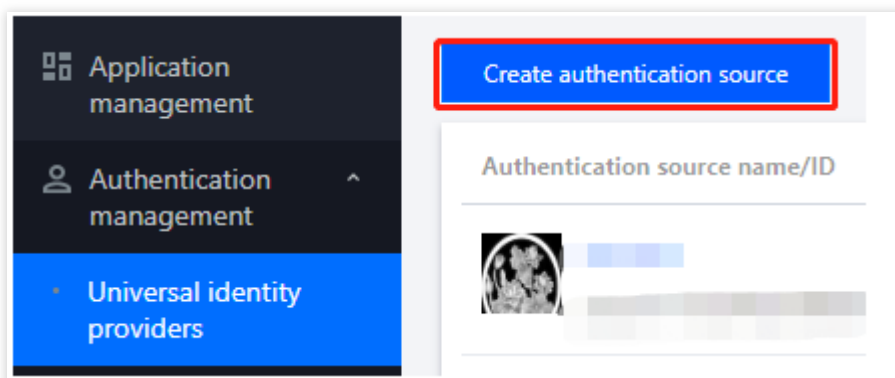 Application
management
Authentication
management
Universal identity
providers
Create authentication source
Authentication source name/ID